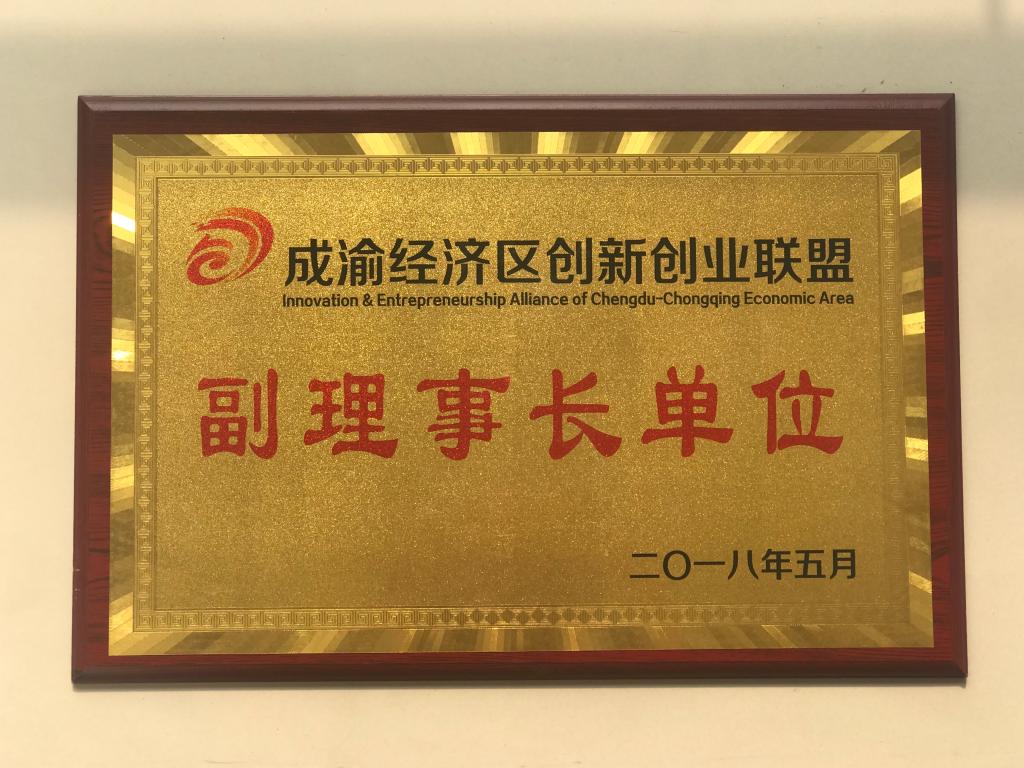 成渝经济区创新创业联盟
Innovation & Entrepreneurship Alliance of Chengdu-Chongqing Economic Area
副理事长单位
二〇一八年五月